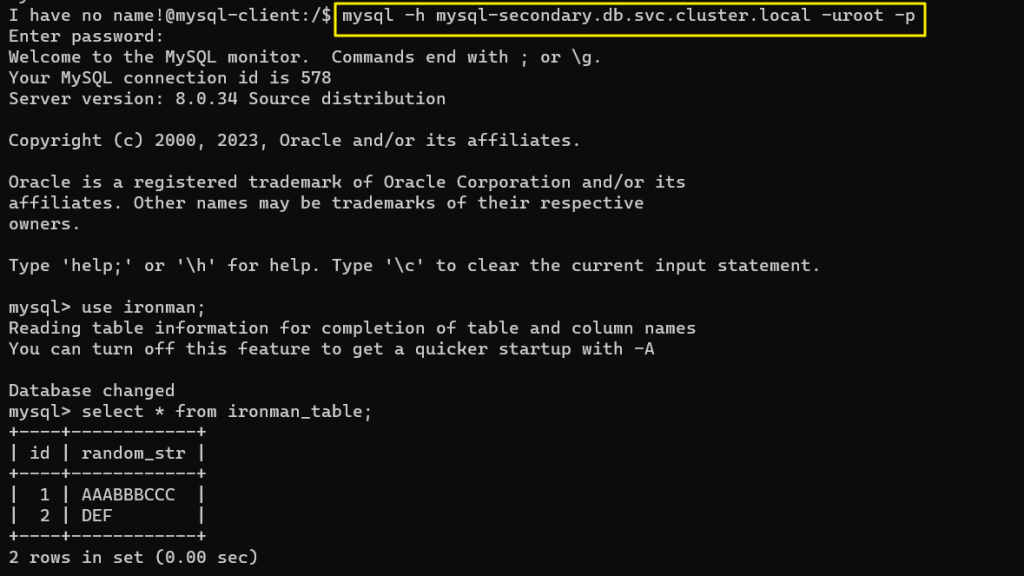 I have no name!@mysql-client:/$ mysql -h mysql-secondary.db.svc.cluster.local -uroot -p
Enter password:
Welcome to the MySQL monitor.  Commands end with ; or \g.
Your MySQL connection id is 578
Server version: 8.0.34 Source distribution

Copyright (c) 2000, 2023, Oracle and/or its affiliates.

Oracle is a registered trademark of Oracle Corporation and/or its
affiliates. Other names may be trademarks of their respective
owners.

Type 'help;' or '\h' for help. Type '\c' to clear the current input statement.

mysql> use ironman;
Reading table information for completion of table and column names
You can turn off this feature to get a quicker startup with -A

Database changed
mysql> select * from ironman_table;
+----+------------+
| id | random_str |
+----+------------+
|  1 | AAABBBCCC  |
|  2 | DEF        |
+----+------------+
2 rows in set (0.00 sec)